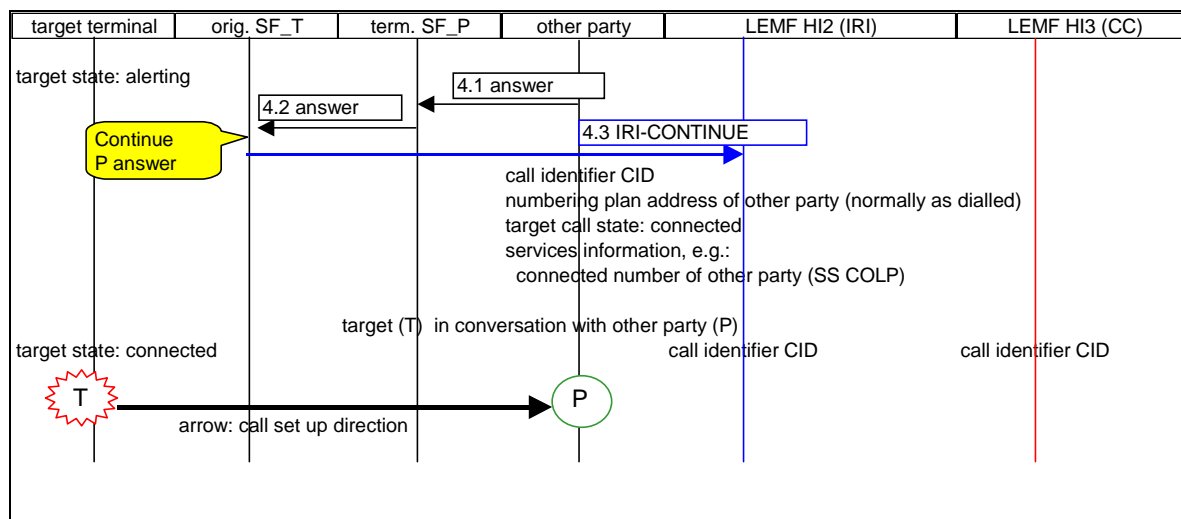 target terminal orig. SF_T term. SF_P other party LEMF HI2 (IRI) LEMF HI3 (CC)
target state: alerting
4.1 answer
4.2 answer
4.3 IRI-CONTINUE
Continue
P answer
call identifier CID
numbering plan address of other party (normally as dialled)
target call state: connected
services information, e.g.:
connected number of other party (SS COLP)
target (T) in conversation with other party (P)
target state: connected call identifier CID call identifier CID
T P
arrow: call set up direction